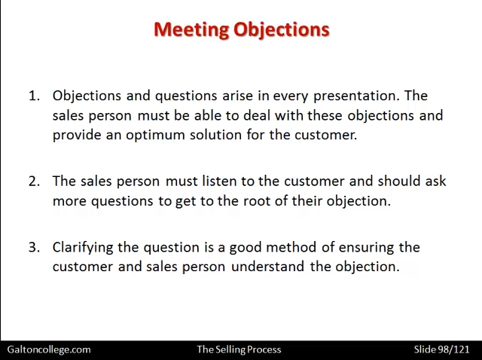 Meeting Objections
1. Objections and questions arise in every presentation. The
sales person must be able to deal with these objections and
provide an optimum solution for the customer.
2. The sales person must listen to the customer and should ask
more questions to get to the root of their objection.
3. Clarifying the question is a good method of ensuring the
customer and sales person understand the objection.
Galtoncollege.com The Selling Process Slide 98/121